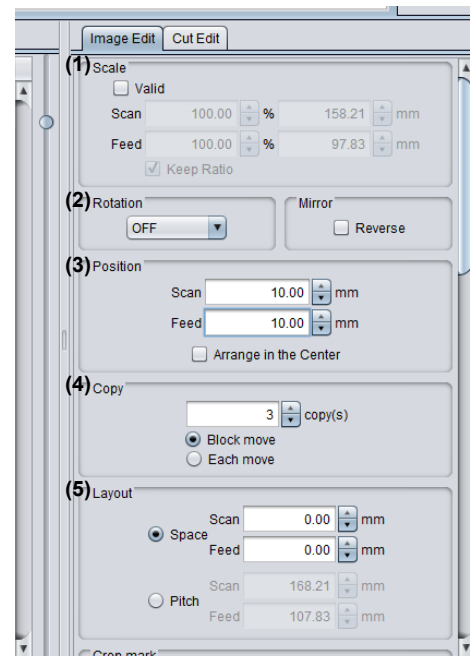 Image Edit Cut Edit
(1) Scale
Valid
Scan 100.00 % 158.21 mm
Feed 100.00 % 97.83 mm
Keep Ratio
(2) Rotation Mirror
OFF Reverse
(3) Position
Scan 10.00 mm
Feed 10.00 mm
Arrange in the Center
(4) Copy
3 copy(s)
Block move
Each move
(5) Layout
Scan 0.00 mm
Space
Feed 0.00 mm
Scan 168.21 mm
Pitch
Feed 107.83 mm
Crop mark